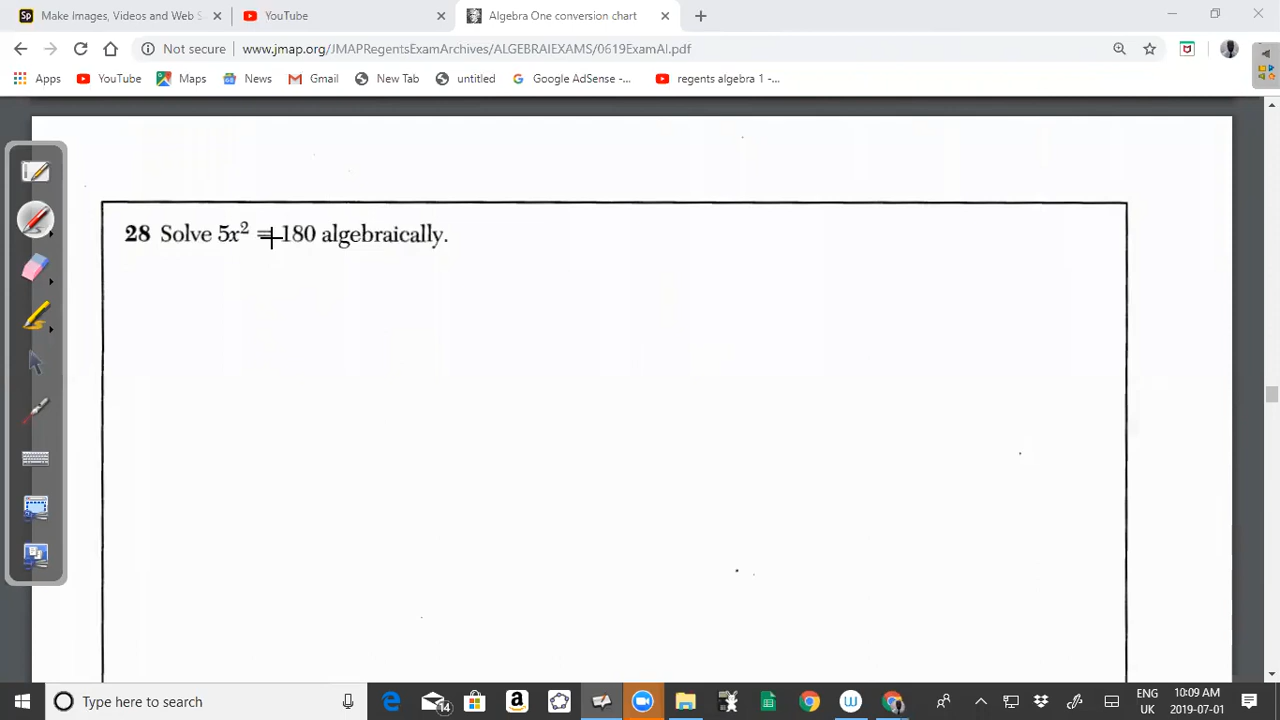 Make Images, Videos and Web S
YouTube
Algebra One conversion chart
Not secure
www.jmap.org/JMAPRegentsExamArchives/ALGEBRAIEXAMS/0619ExamAI.pdf
Apps
YouTube
Maps
News
Gmail
New Tab
untitled
Google AdSense -...
regents algebra 1 -...
28 Solve 5x² = 180 algebraically.
Type here to search
14
ENG
UK
10:09 AM
2019-07-01